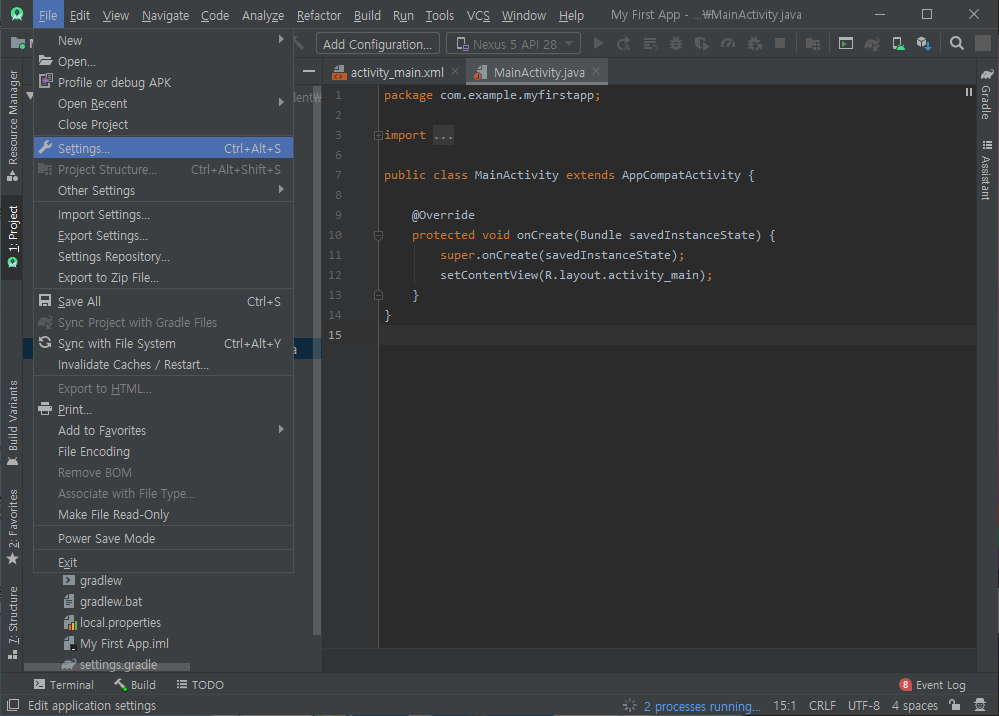 File Edit View Navigate Code Analyze Refactor Build Run Tools VCS Window Help My First App - ...₩MainActivity.java
Add Configuration... Nexus 5 API 28
activity_main.xml MainActivity.java
New
Open...
Profile or debug APK
Open Recent
Close Project
Settings... Ctrl+Alt+S
Project Structure... Ctrl+Alt+Shift+S
Other Settings
Import Settings...
Export Settings...
Settings Repository...
Export to Zip File...
Save All Ctrl+S
Sync Project with Gradle Files
Sync with File System Ctrl+Alt+Y
Invalidate Caches / Restart...
Export to HTML...
Print...
Add to Favorites
File Encoding
Remove BOM
Associate with File Type...
Make File Read-Only
Power Save Mode
Exit
gradlew
gradlew.bat
local.properties
My First App.iml
settings.gradle
Resource Manager
1: Project
Build Variants
2: Favorites
7: Structure
1 package com.example.myfirstapp;
2
3 import ...
6
7 public class MainActivity extends AppCompatActivity {
8
9 @Override
10 protected void onCreate(Bundle savedInstanceState) {
11 super.onCreate(savedInstanceState);
12 setContentView(R.layout.activity_main);
13 }
14 }
15
Gradle
Assistant
Terminal Build TODO 8 Event Log
Edit application settings 2 processes running... 15:1 CRLF UTF-8 4 spaces